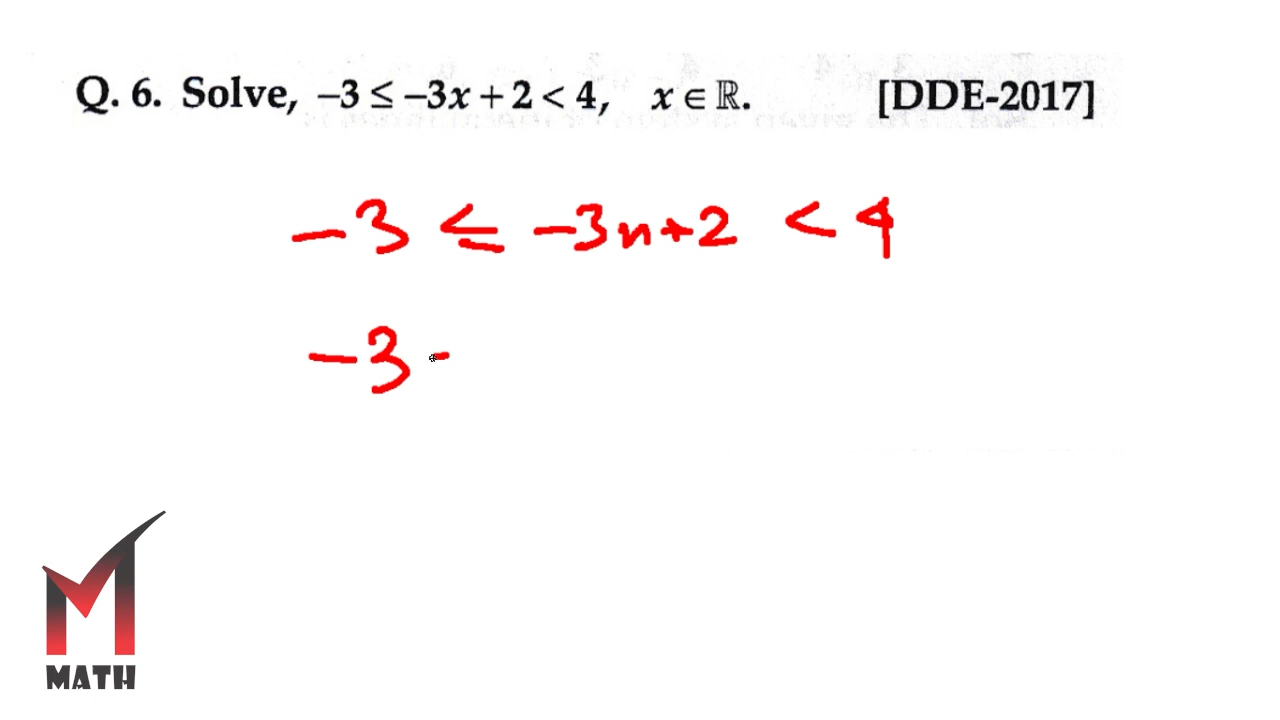 Q. 6. Solve, −3 ≤ −3x + 2 < 4, x ∈ ℝ. [DDE-2017]
−3 ≤ −3x+2 < 4
−3 −
MATH